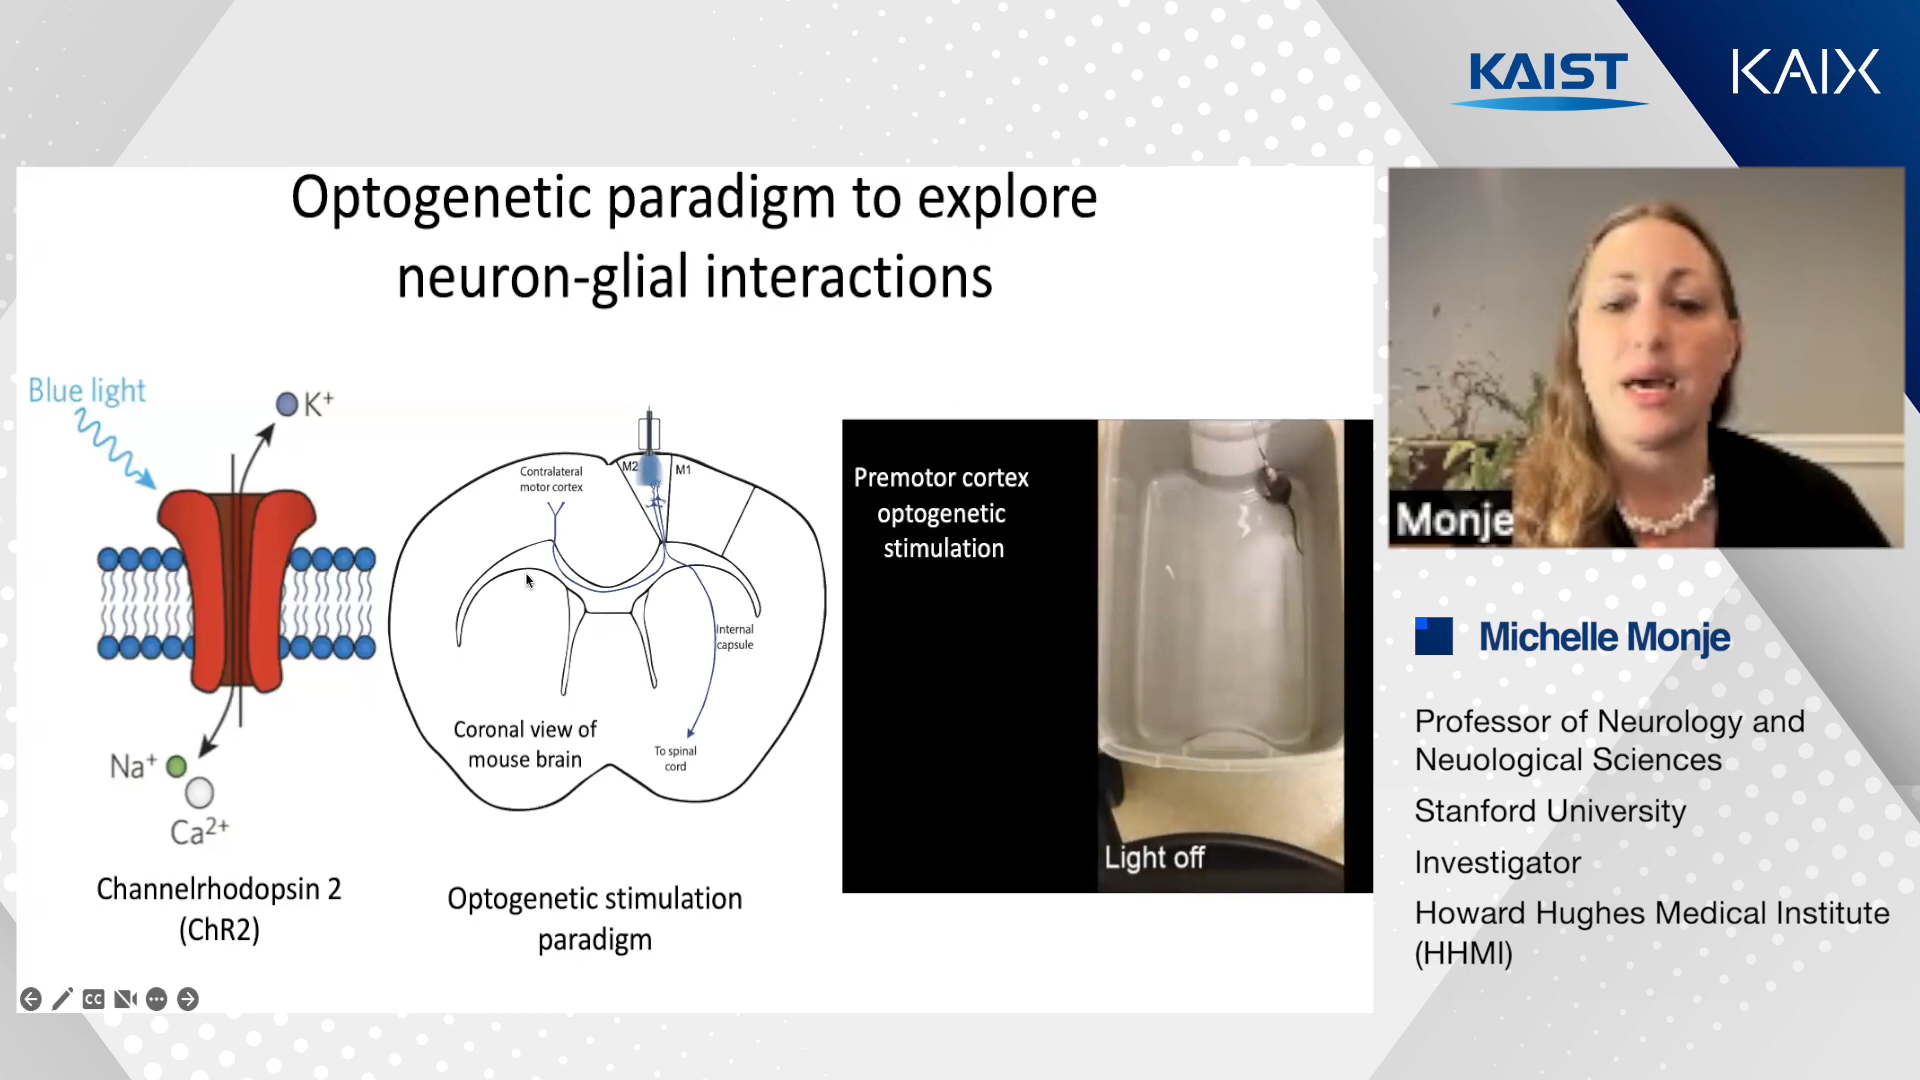 KAIST
KAIX
Optogenetic paradigm to explore
neuron-glial interactions
Blue light
K+
Na+
Ca2+
Channelrhodopsin 2
(ChR2)
Contralateral
motor cortex
M2
M1
Internal
capsule
To spinal
cord
Coronal view of
mouse brain
Optogenetic stimulation
paradigm
Premotor cortex
optogenetic
stimulation
Light off
CC
Monje
Michelle Monje
Professor of Neurology and
Neuological Sciences
Stanford University
Investigator
Howard Hughes Medical Institute
(HHMI)